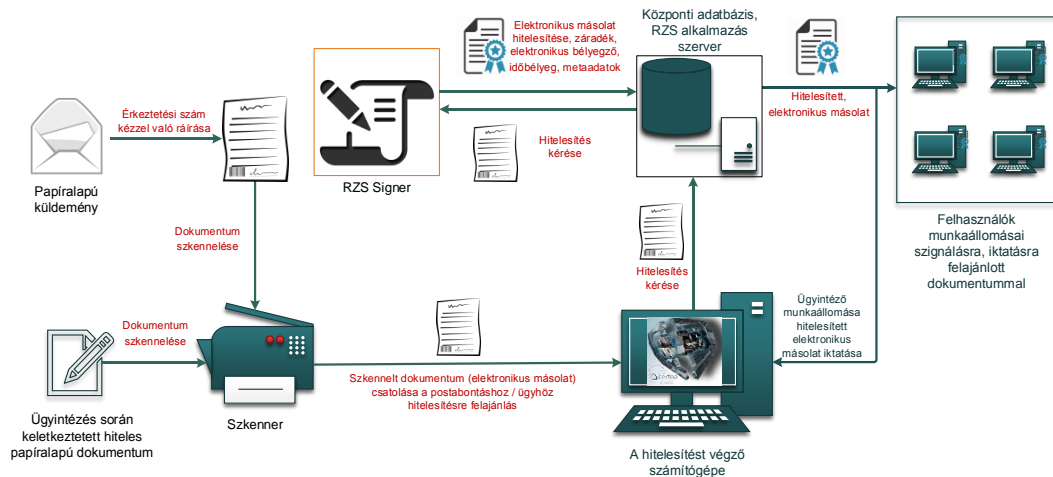 Elektronikus másolat
hitelesítése, záradék,
elektronikus bélyegző,
időbélyeg, metaadatok
Központi adatbázis,
RZS alkalmazás
szerver
Érkeztetési szám
kézzel való ráírása
Hitelesített,
elektronikus másolat
Hitelesítés
kérése
Papíralapú
küldemény
RZS Signer
Felhasználók
munkaállomásai
szignálásra, iktatásra
felajánlott
dokumentummal
Dokumentum
szkennelése
Hitelesítés
kérése
Ügyintéző
munkaállomása
hitelesített
elektronikus
másolat iktatása
Dokumentum
szkennelése
Szkennelt dokumentum (elektronikus másolat)
csatolása a postabontáshoz / ügyhöz
hitelesítésre felajánlás
Ügyintézés során
keletkeztetett hiteles
papíralapú dokumentum
Szkenner
A hitelesítést végző
számítógépe